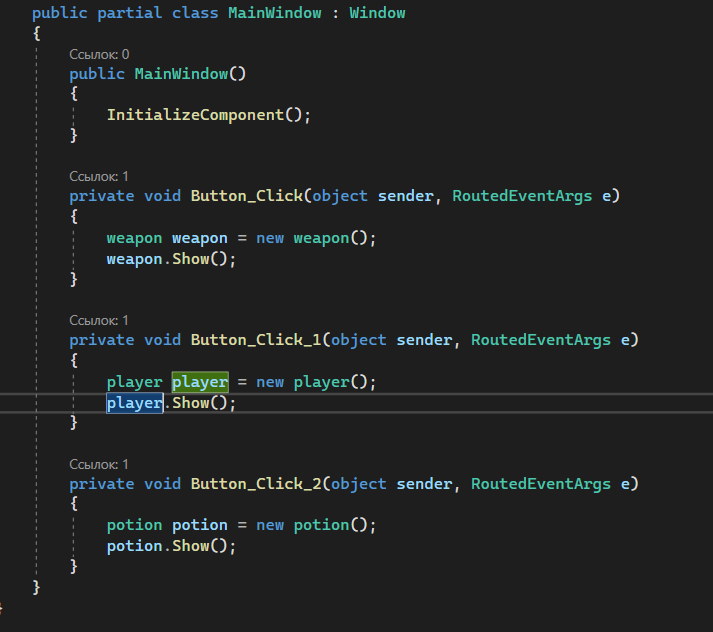 public partial class MainWindow : Window
{
Ссылок: 0
public MainWindow()
{
InitializeComponent();
}
Ссылок: 1
private void Button_Click(object sender, RoutedEventArgs e)
{
weapon weapon = new weapon();
weapon.Show();
}
Ссылок: 1
private void Button_Click_1(object sender, RoutedEventArgs e)
{
player player = new player();
player.Show();
}
Ссылок: 1
private void Button_Click_2(object sender, RoutedEventArgs e)
{
potion potion = new potion();
potion.Show();
}
}
}